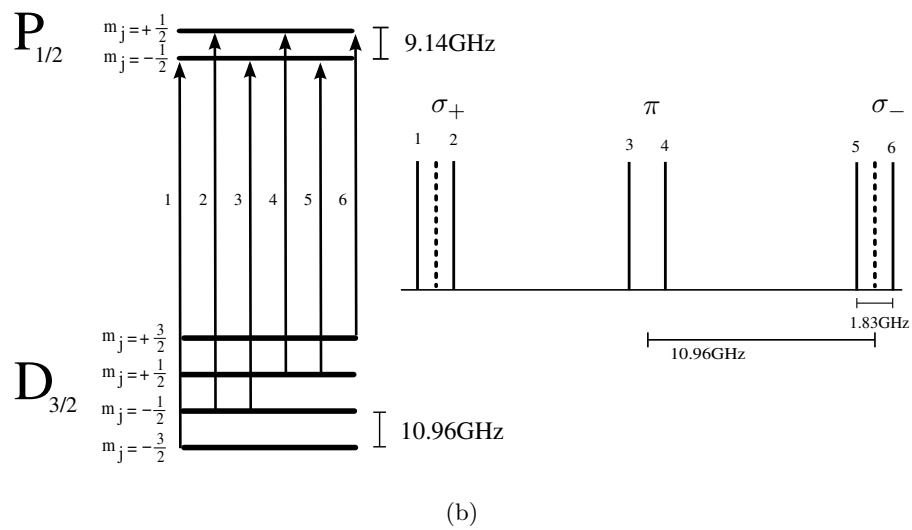 P1/2
mj=+1/2
mj=-1/2
9.14GHz
σ+ π σ-
1 2 3 4 5 6
1 2 3 4 5 6
1.83GHz
10.96GHz
D3/2
mj=+3/2
mj=+1/2
mj=-1/2
mj=-3/2
10.96GHz
(b)